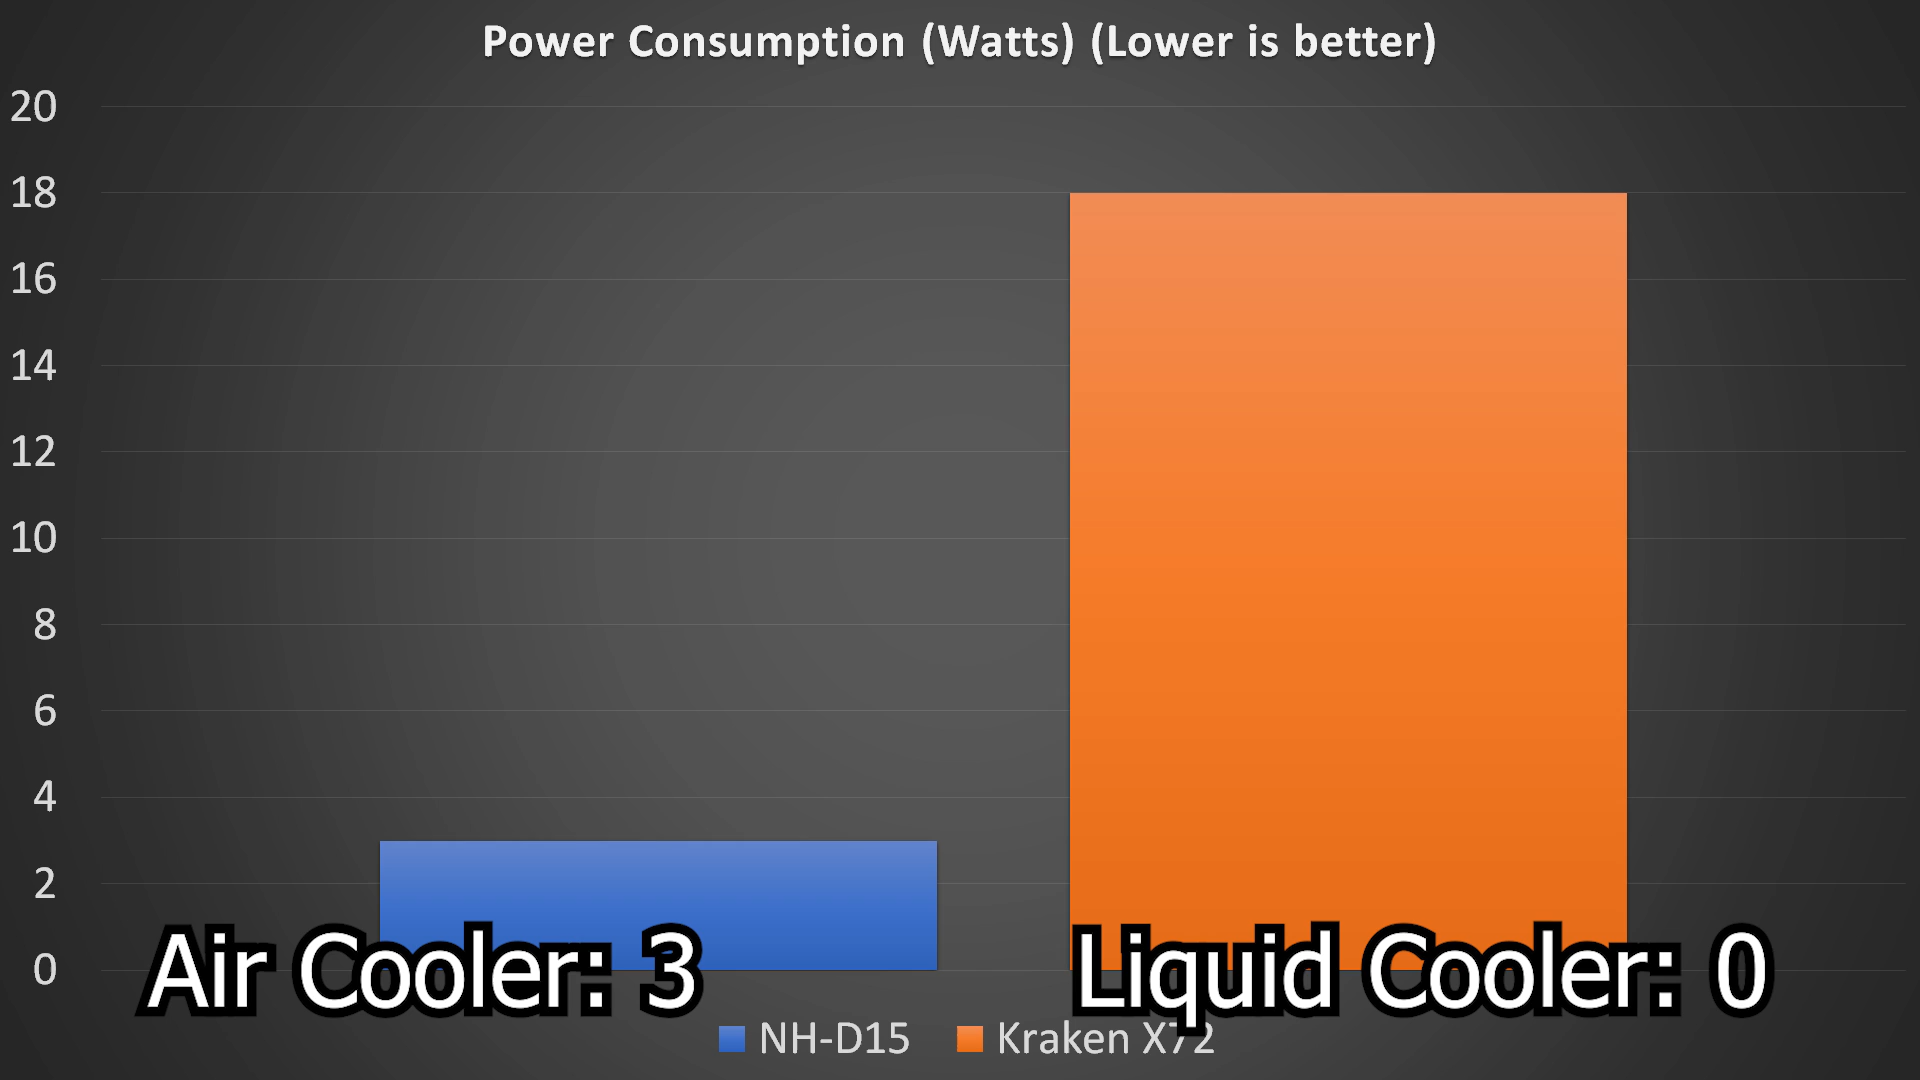 Power Consumption (Watts) (Lower is better)
20
18
16
14
12
10
8
6
4
2
0
Air Cooler: 3
Liquid Cooler: 0
NH-D15
Kraken X72